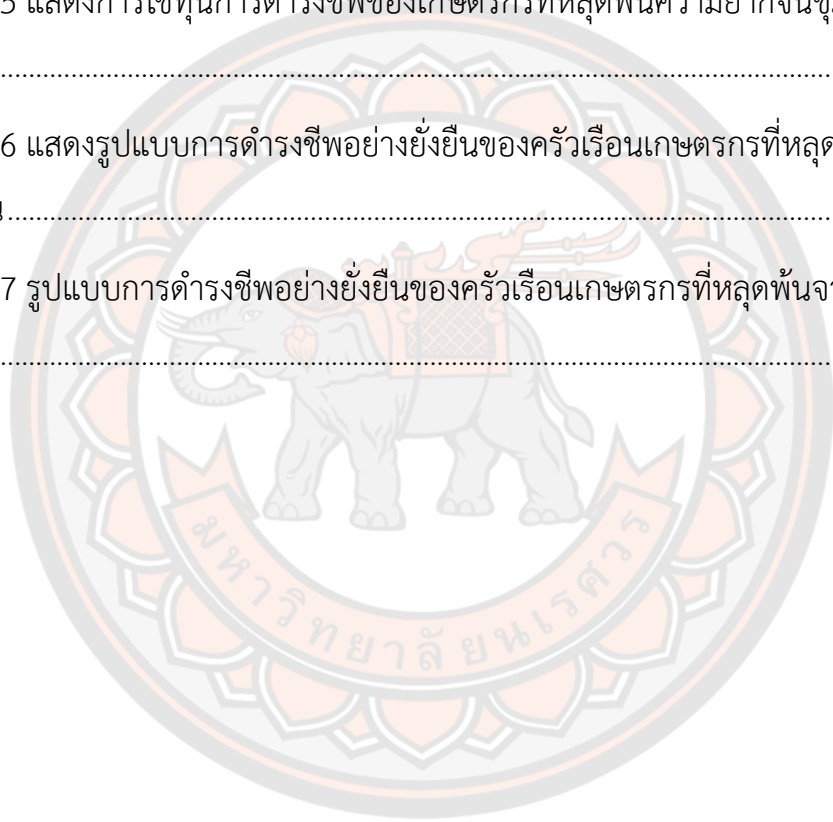 5 แสดงการใช้ทุนการดำรงชีพของเกษตรกรที่หลุดพ้นความยากจน
................................................................................
6 แสดงรูปแบบการดำรงชีพอย่างยั่งยืนของครัวเรือนเกษตรกรที่หลุด
................................................................................
7 รูปแบบการดำรงชีพอย่างยั่งยืนของครัวเรือนเกษตรกรที่หลุดพ้น
................................................................................
มหาวิทยาลัยนเรศวร